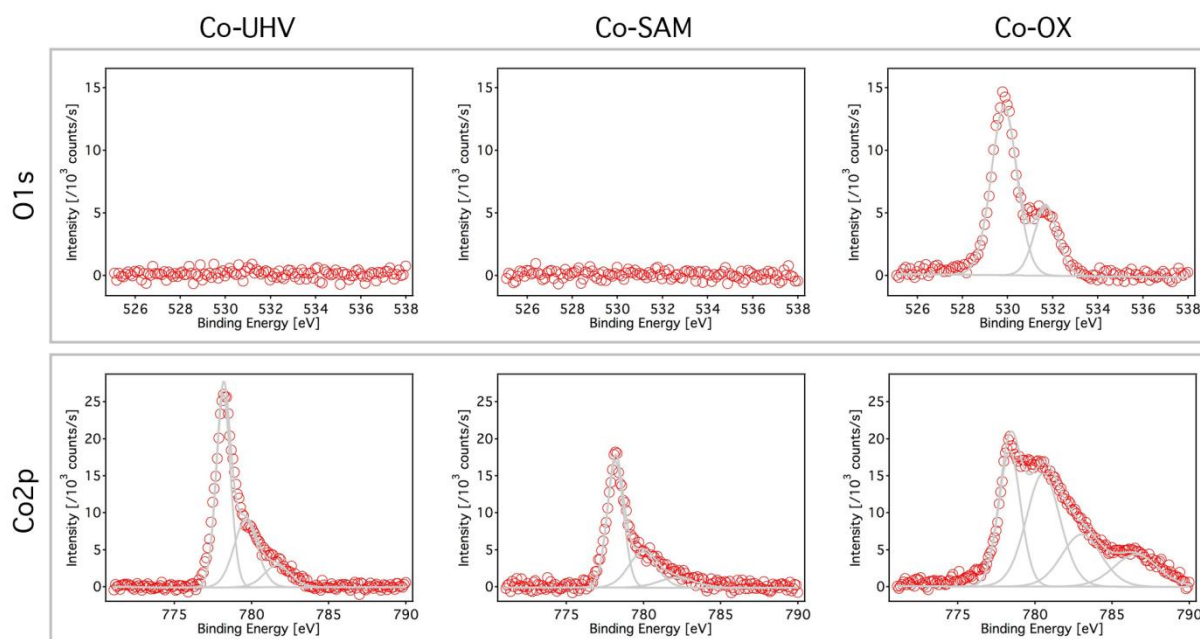 Co-UHV Co-SAM Co-OX
O1s
Intensity [/10³ counts/s]
15
10
5
0
526 528 530 532 534 536 538
Binding Energy [eV]
Intensity [/10³ counts/s]
15
10
5
0
526 528 530 532 534 536 538
Binding Energy [eV]
Intensity [/10³ counts/s]
15
10
5
0
526 528 530 532 534 536 538
Binding Energy [eV]
Co2p
Intensity [/10³ counts/s]
25
20
15
10
5
0
775 780 785 790
Binding Energy [eV]
Intensity [/10³ counts/s]
25
20
15
10
5
0
775 780 785 790
Binding Energy [eV]
Intensity [/10³ counts/s]
25
20
15
10
5
0
775 780 785 790
Binding Energy [eV]